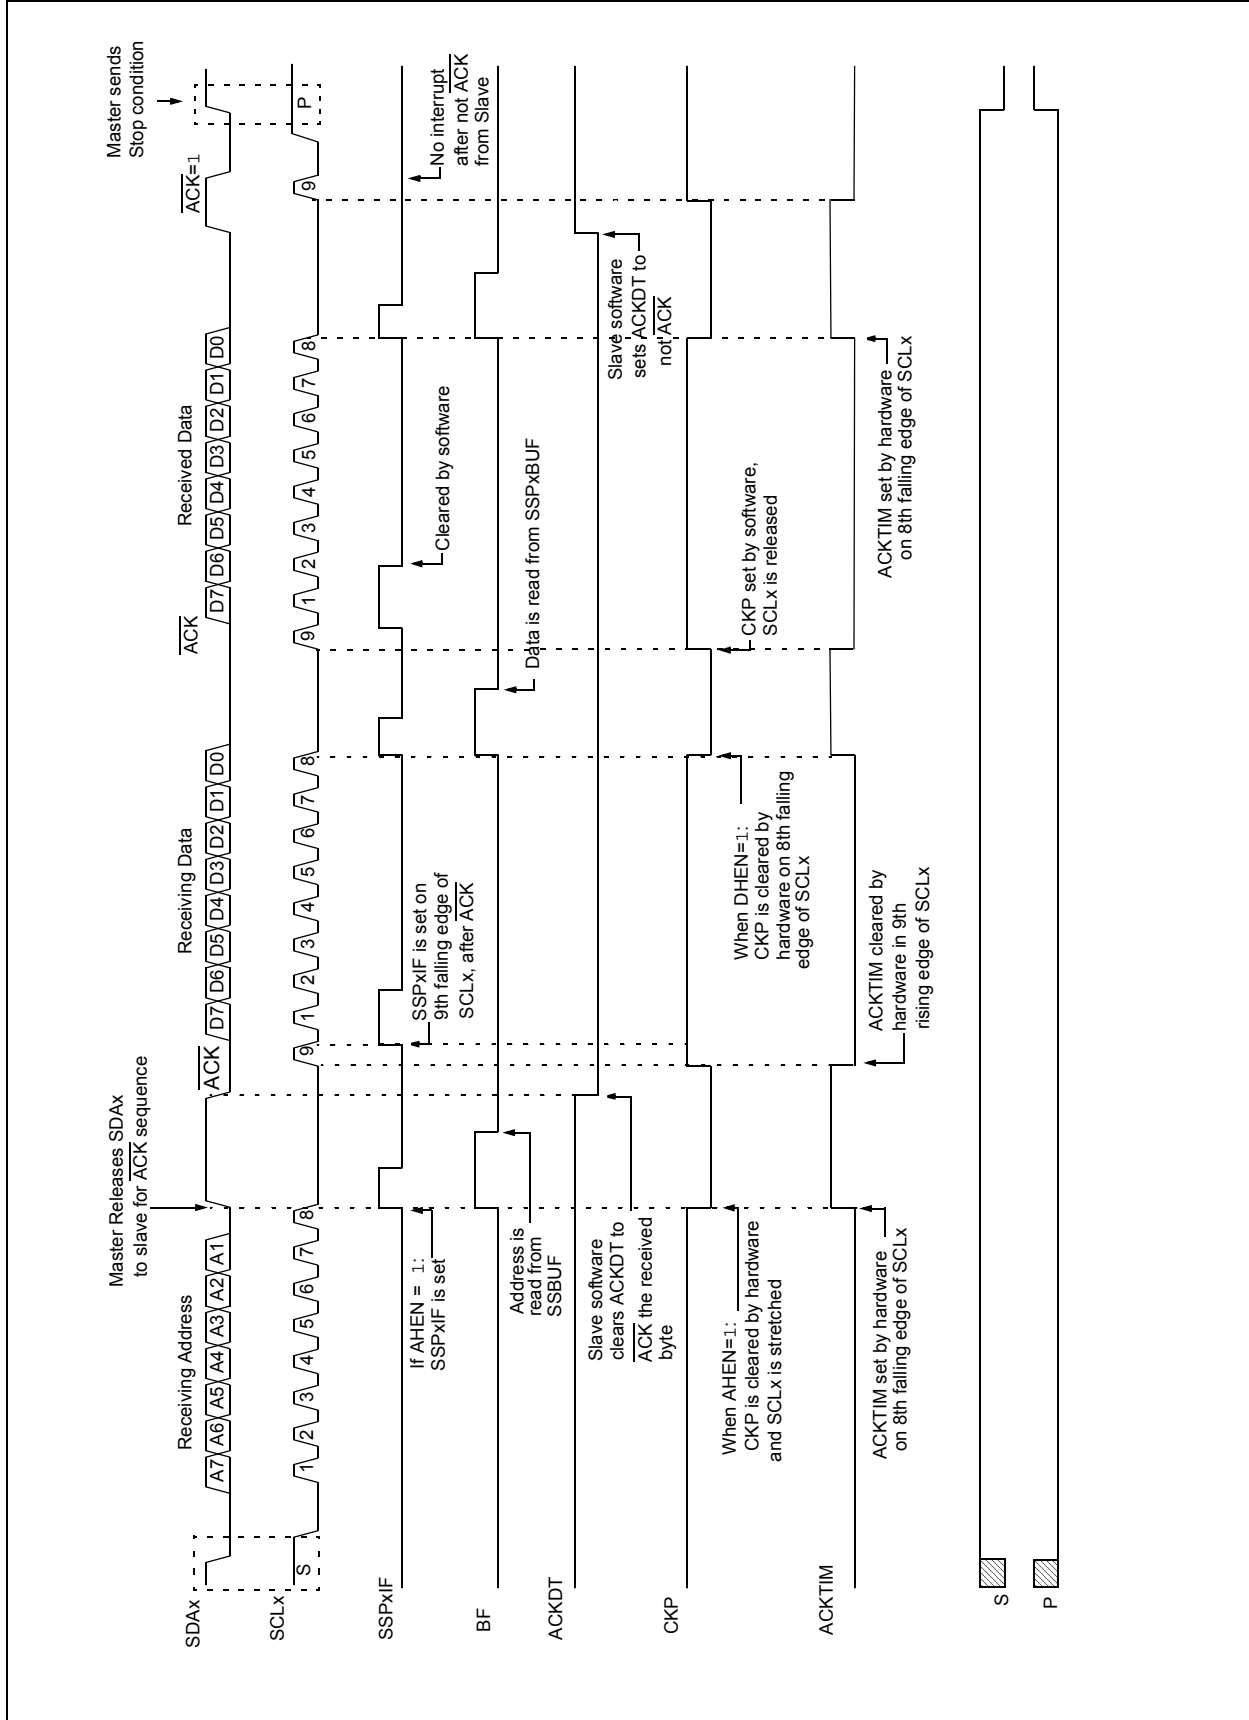 Master Releases SDAx
to slave for ACK sequence
Master sends
Stop condition
Receiving Address
ACK
Receiving Data
ACK
Received Data
ACK=1
SDAx
A7 A6 A5 A4 A3 A2 A1
D7 D6 D5 D4 D3 D2 D1 D0
D7 D6 D5 D4 D3 D2 D1 D0
SCLx
S 1 2 3 4 5 6 7 8 9 1 2 3 4 5 6 7 8 9 1 2 3 4 5 6 7 8 9 P
SSPxIF
If AHEN = 1:
SSPxIF is set
SSPxIF is set on
9th falling edge of
SCLx, after ACK
Cleared by software
No interrupt
after not ACK
from Slave
BF
Address is
read from
SSBUF
Data is read from SSPxBUF
ACKDT
Slave software
clears ACKDT to
ACK the received
byte
Slave software
sets ACKDT to
not ACK
CKP
When AHEN=1:
CKP is cleared by hardware
and SCLx is stretched
When DHEN=1:
CKP is cleared by
hardware on 8th falling
edge of SCLx
CKP set by software,
SCLx is released
ACKTIM
ACKTIM set by hardware
on 8th falling edge of SCLx
ACKTIM cleared by
hardware in 9th
rising edge of SCLx
ACKTIM set by hardware
on 8th falling edge of SCLx
S
P